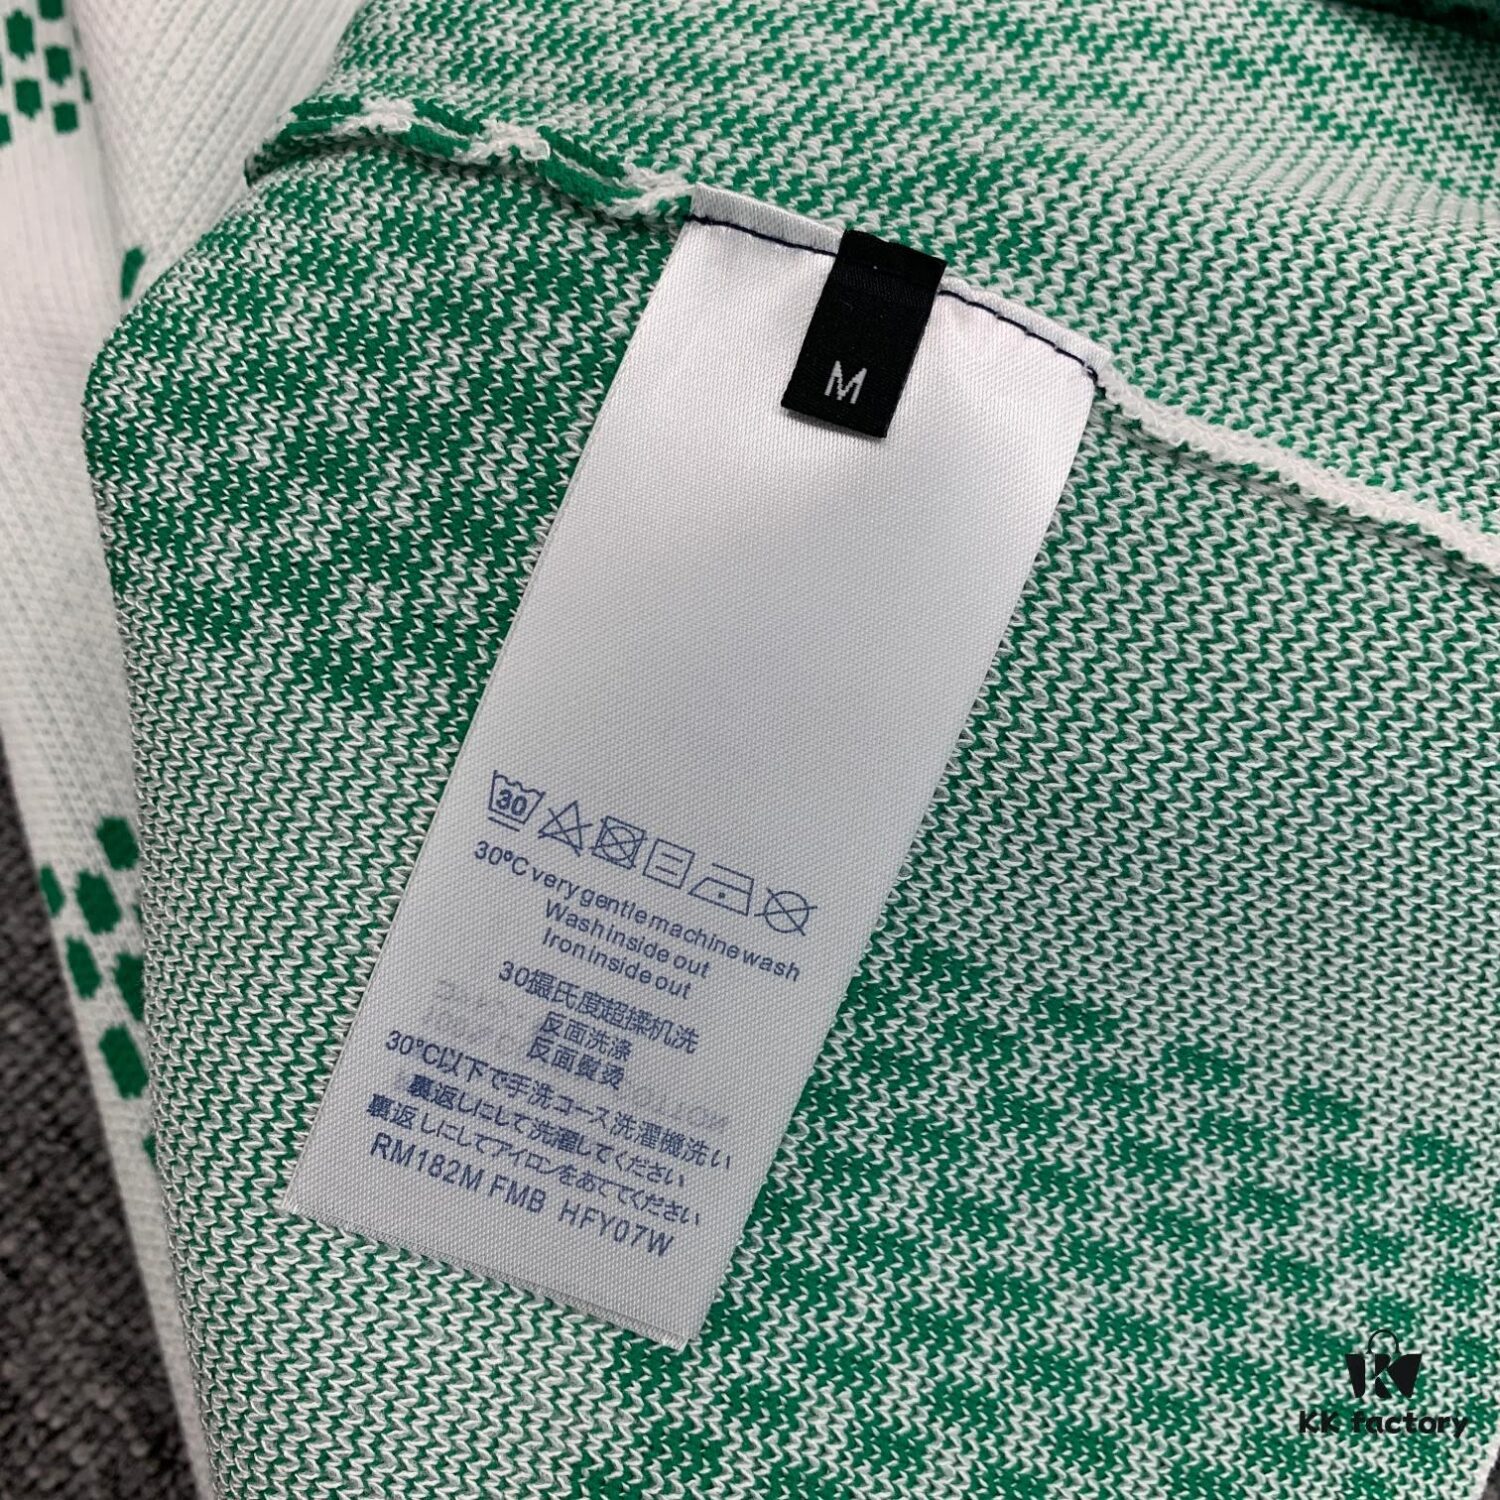 M
30
30°C very gentle machine wash
Wash inside out
Iron inside out
30摄氏度超揉机洗
反面洗涤
反面熨烫
30°C以下で手洗コース洗濯機洗い
裏返しにして洗濯してください
裏返しにしてアイロンをあててください
RM182M FMB HFY07W
KK factory